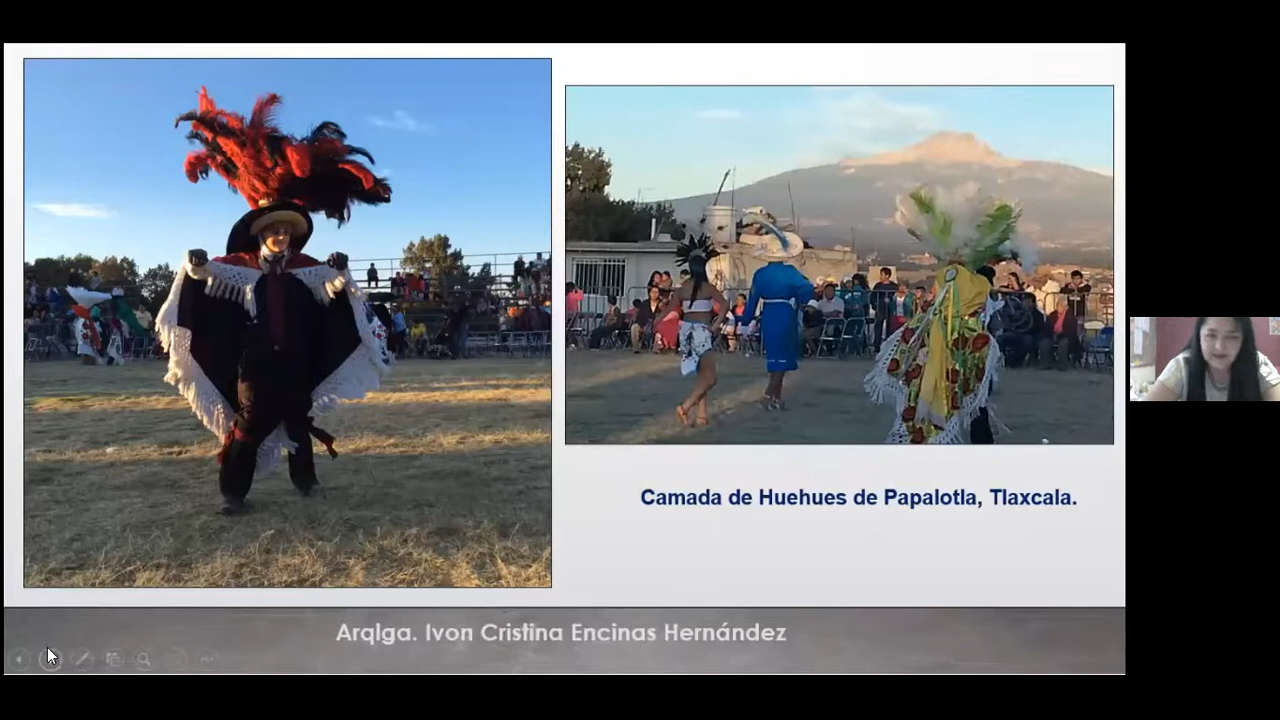 Camada de Huehues de Papalotla, Tlaxcala.
Arqlga. Ivon Cristina Encinas Hernández